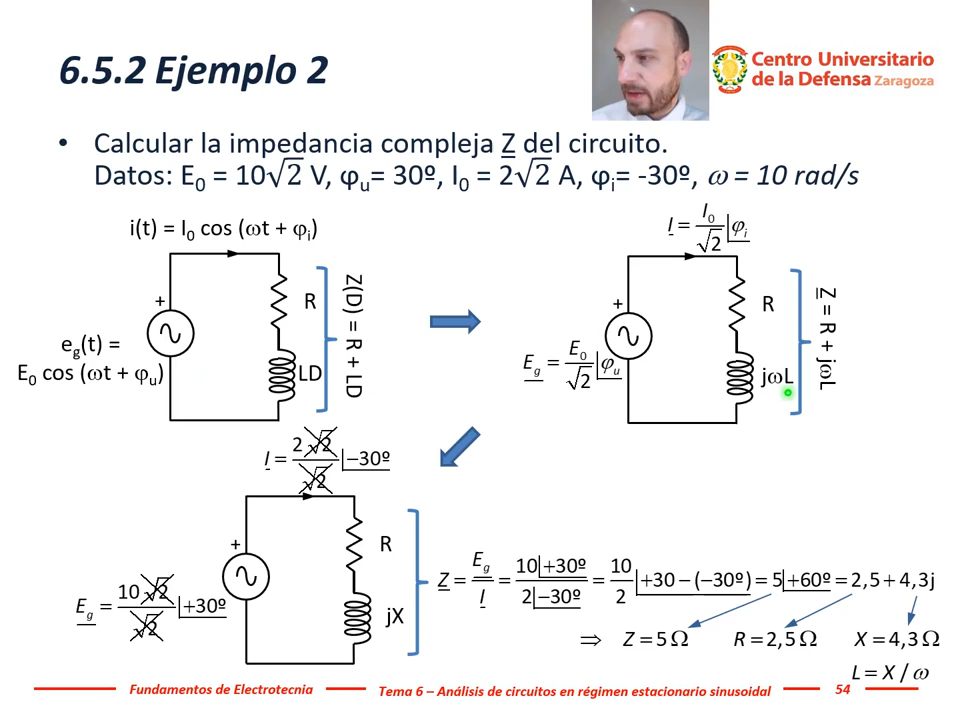 6.5.2 Ejemplo 2
Centro Universitario
de la Defensa Zaragoza
• Calcular la impedancia compleja Z del circuito.
Datos: E₀ = 10√2 V, φᵤ= 30º, I₀ = 2√2 A, φᵢ= -30º, ω = 10 rad/s
i(t) = I₀ cos (ωt + φᵢ)
+
R
LD
e_g(t) =
E₀ cos (ωt + φᵤ)
Z(D) = R + LD
I = I₀/√2 |φᵢ
+
R
jωL
E_g = E₀/√2 |φᵤ
Z = R + jωL
I = 2√2/√2 |−30º
+
R
jX
E_g = 10√2/√2 |+30º
Z = E_g/I = 10|+30º / 2|−30º = 10/2 |+30−(−30º) = 5|+60º = 2,5+4,3j
⇒ Z = 5 Ω R = 2,5 Ω X = 4,3 Ω
L = X / ω
Fundamentos de Electrotecnia
Tema 6 – Análisis de circuitos en régimen estacionario sinusoidal
54